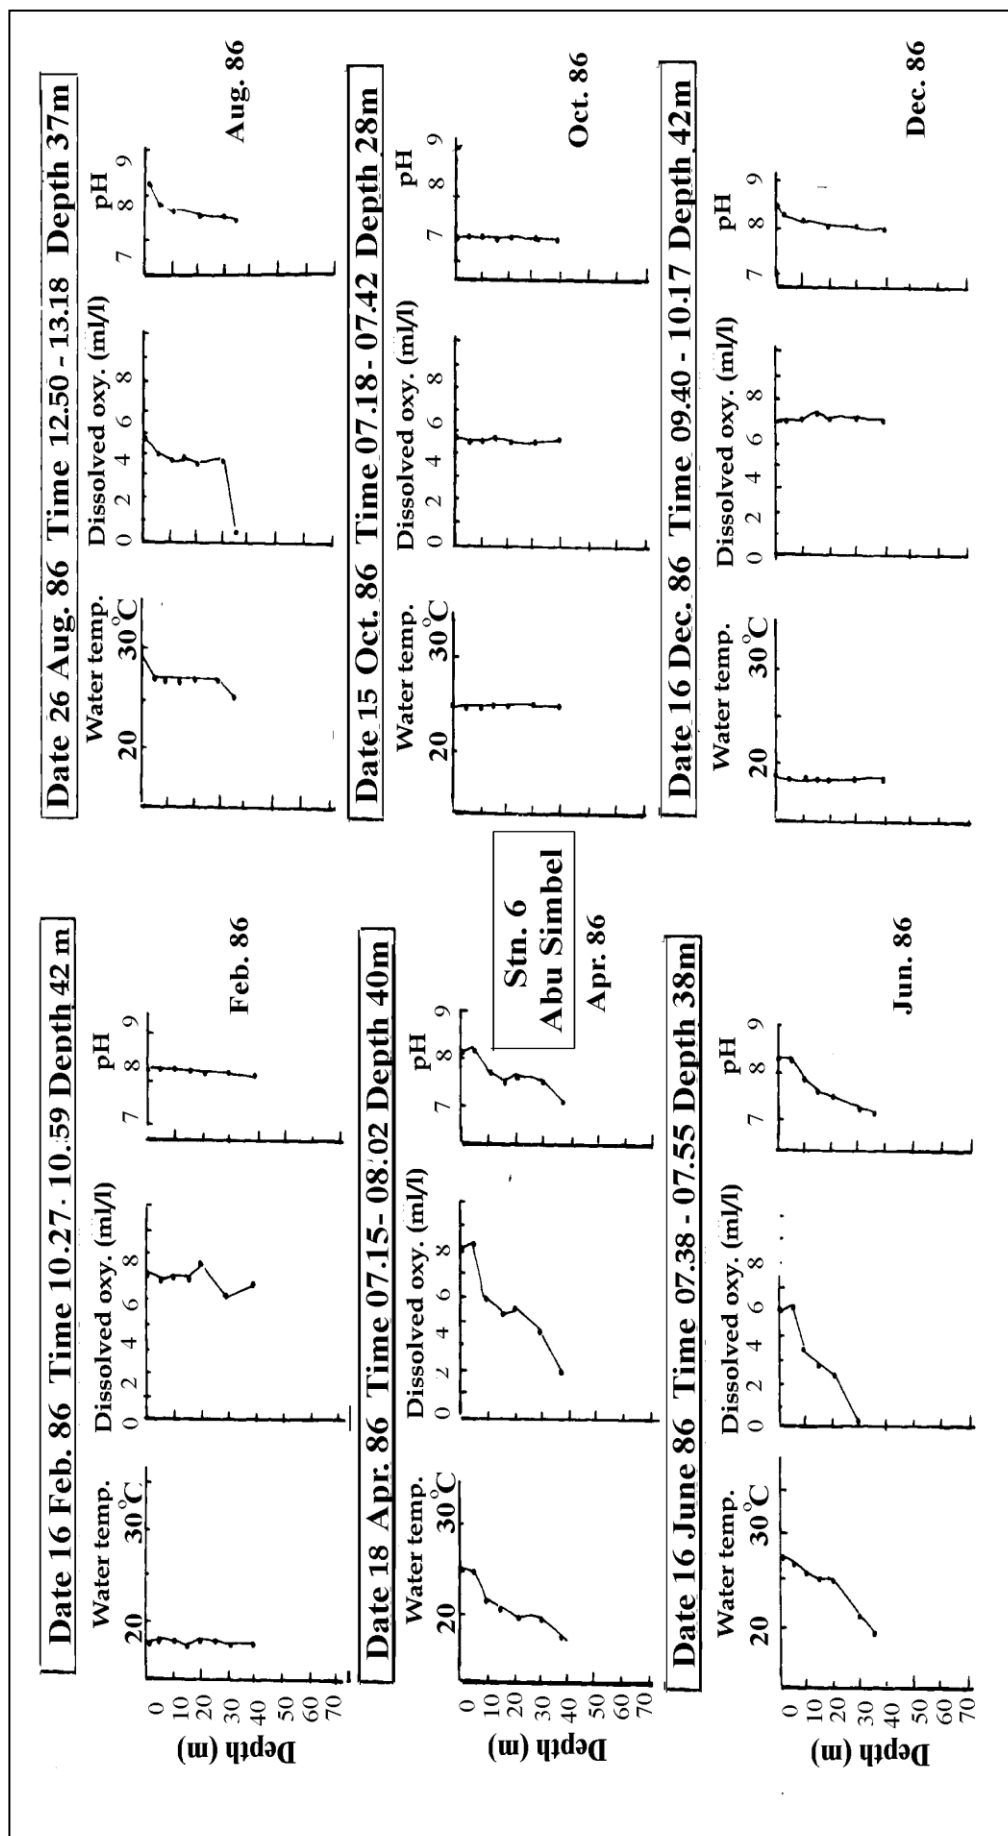 Date 16 Feb. 86 Time 10.27- 10.59 Depth 42 m
Water temp.
20
30°C
Dissolved oxy. (ml/l)
0 2 4 6 8
pH
7 8 9
Depth (m)
0
10
20
30
40
50
60
70
Feb. 86
Date 26 Aug. 86 Time 12.50 - 13.18 Depth 37m
Water temp.
20
30°C
Dissolved oxy. (ml/l)
0 2 4 6 8
pH
7 8 9
Aug. 86
Date 18 Apr. 86 Time 07.15- 08.02 Depth 40m
Water temp.
20
30°C
Dissolved oxy. (ml/l)
0 2 4 6 8
pH
7 8 9
Depth (m)
0
10
20
30
40
50
60
70
Stn. 6
Abu Simbel
Apr. 86
Date 15 Oct. 86 Time 07.18 - 07.42 Depth 28m
Water temp.
20
30°C
Dissolved oxy. (ml/l)
0 2 4 6 8
pH
7 8 9
Oct. 86
Date 16 June 86 Time 07.38 - 07.55 Depth 38m
Water temp.
20
30°C
Dissolved oxy. (ml/l)
0 2 4 6 8
pH
7 8 9
Depth (m)
0
10
20
30
40
50
60
70
Jun. 86
Date 16 Dec. 86 Time 09.40 - 10.17 Depth 42m
Water temp.
20
30°C
Dissolved oxy. (ml/l)
0 2 4 6 8
pH
7 8 9
Dec. 86